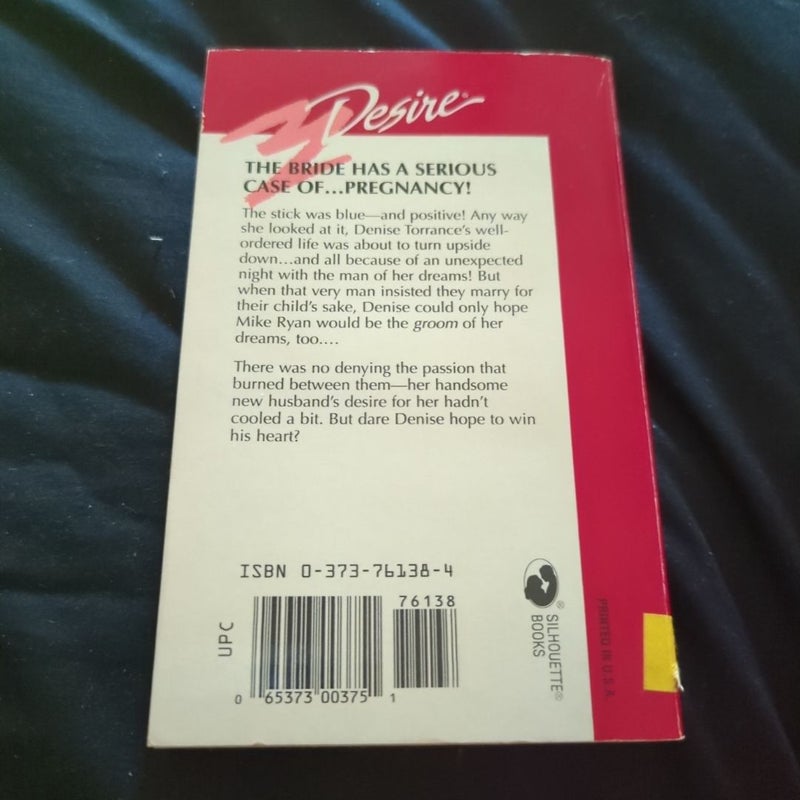 Desire®
THE BRIDE HAS A SERIOUS
CASE OF...PREGNANCY!
The stick was blue—and positive! Any way
she looked at it, Denise Torrance's well-
ordered life was about to turn upside
down...and all because of an unexpected
night with the man of her dreams! But
when that very man insisted they marry for
their child's sake, Denise could only hope
Mike Ryan would be the groom of her
dreams, too....
There was no denying the passion that
burned between them—her handsome
new husband's desire for her hadn't
cooled a bit. But dare Denise hope to win
his heart?
ISBN 0-373-76138-4
76138
UPC
0 65373 00375 1
SILHOUETTE®
BOOKS
®
PRINTED IN U.S.A.